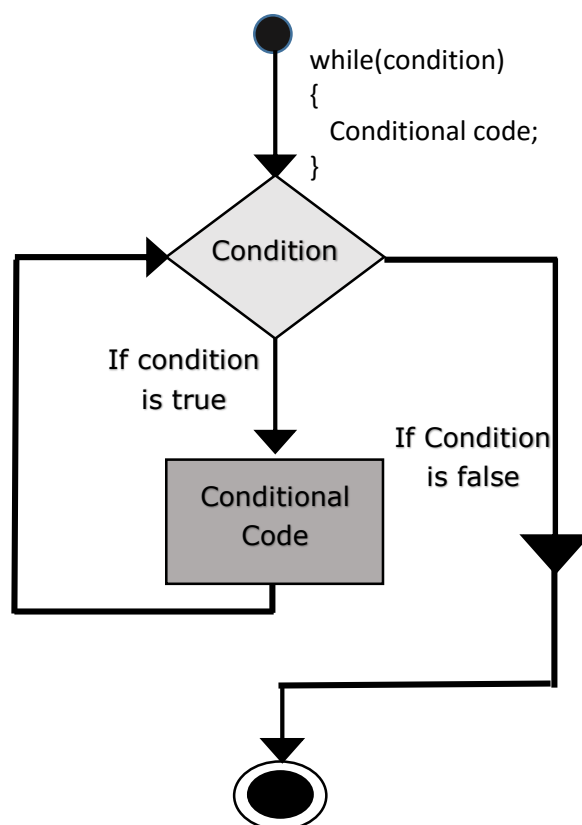 while(condition)
{
Conditional code;
}
Condition
If condition
is true
If Condition
is false
Conditional
Code